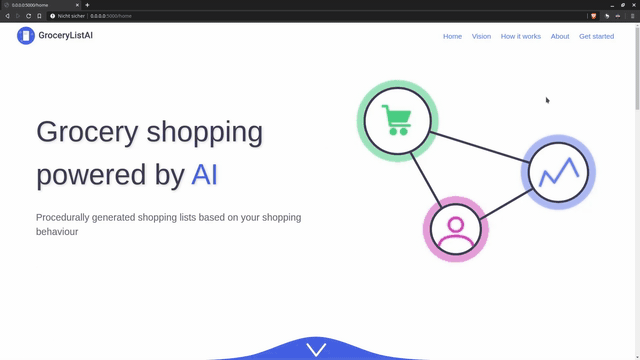 0.0.0.0:5000/home
Nicht sicher
0.0.0.0:5000/home
GroceryListAI
Home
Vision
How it works
About
Get started
Grocery shopping
powered by AI
Procedurally generated shopping lists based on your shopping
behaviour